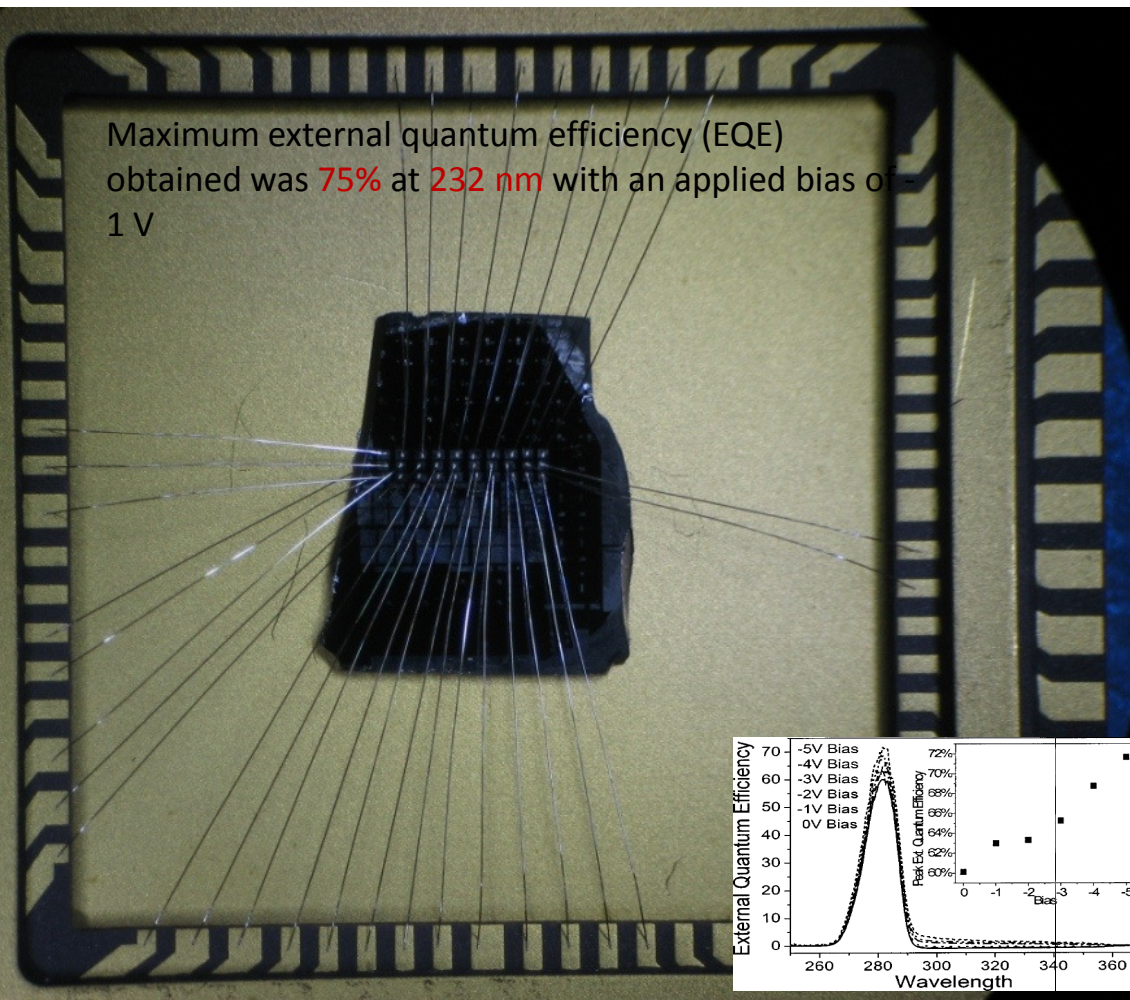 Maximum external quantum efficiency (EQE)
obtained was 75% at 232 nm with an applied bias of -
1 V
External Quantum Efficiency
70
60
50
40
30
20
10
0
-5V Bias
-4V Bias
-3V Bias
-2V Bias
-1V Bias
0V Bias
Peak Ext. Quantum Efficiency
72%
70%
68%
66%
64%
62%
60%
0 -1 -2 -3 -4 -5
Bias
260 280 300 320 340 360
Wavelength